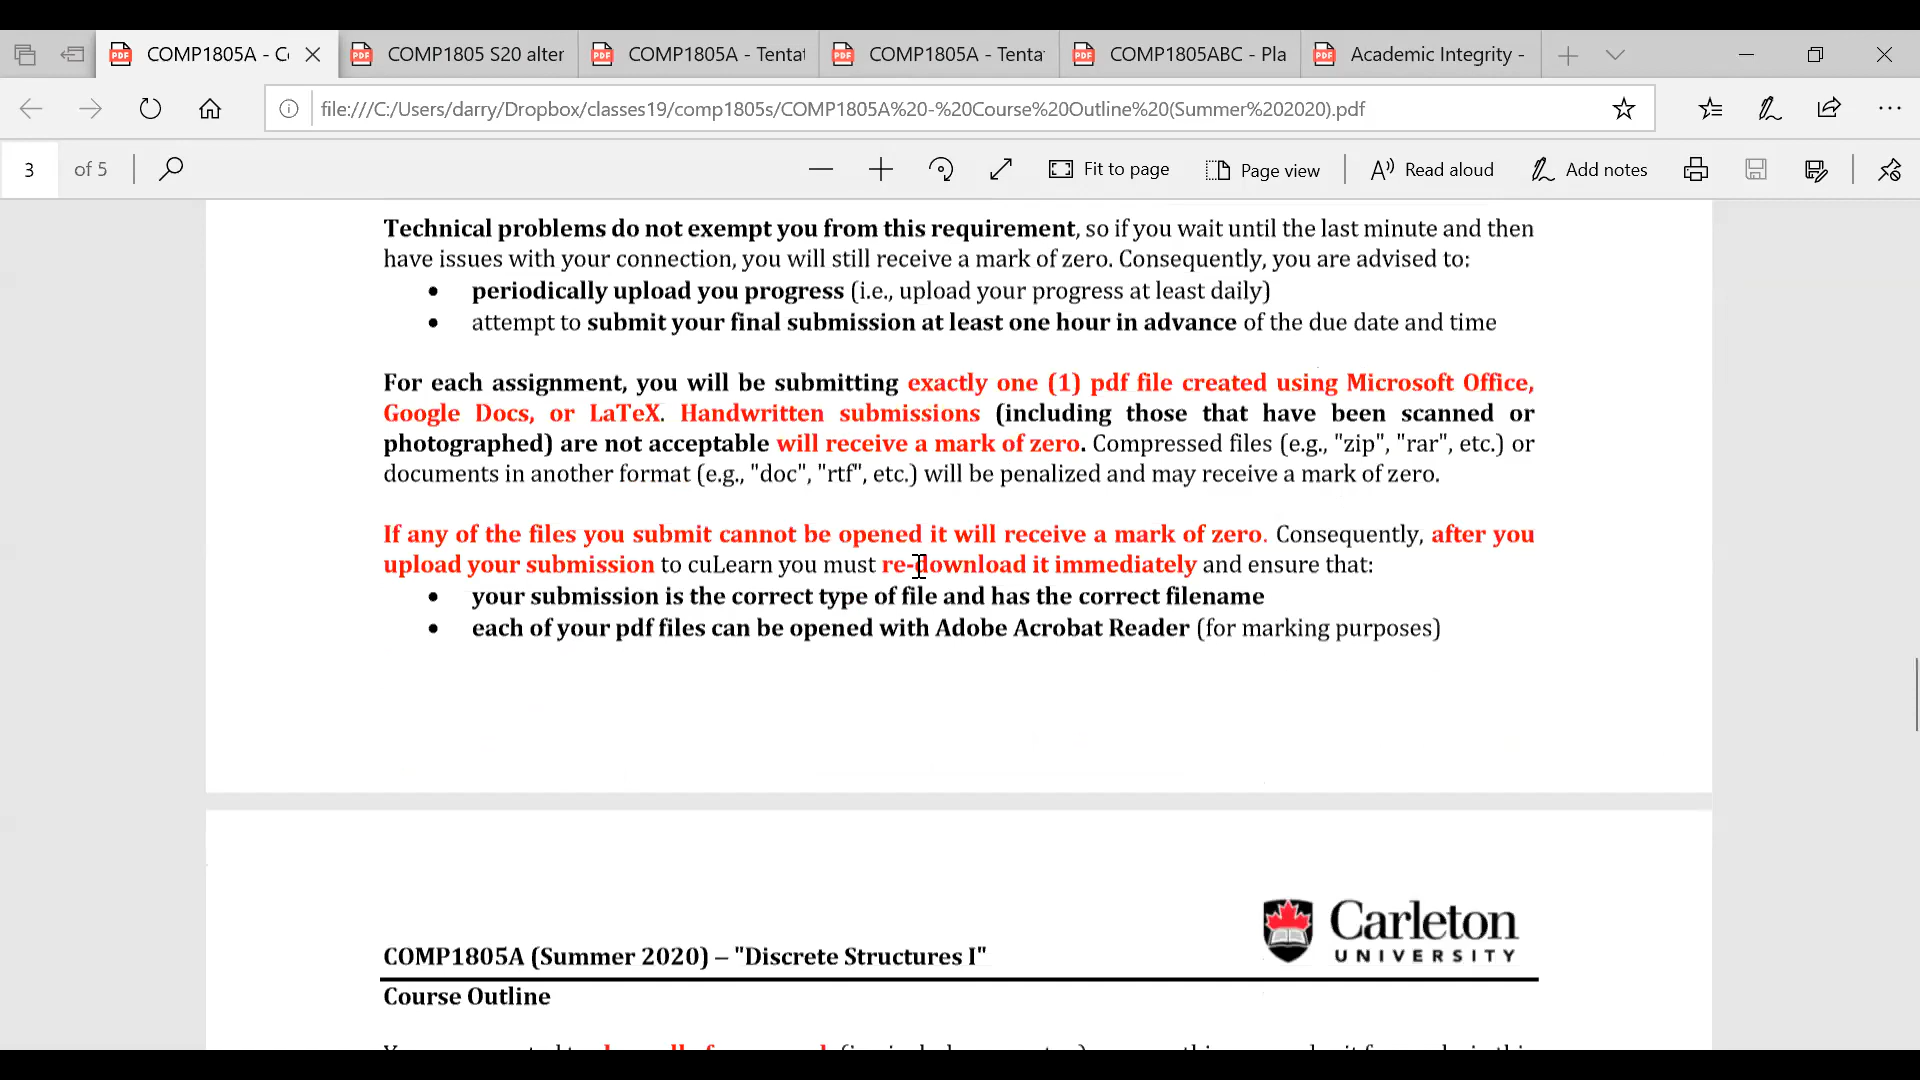 COMP1805A - Cc
COMP1805 S20 alter
COMP1805A - Tentat
COMP1805A - Tenta
COMP1805ABC - Pla
Academic Integrity -
file:///C:/Users/darry/Dropbox/classes19/comp1805s/COMP1805A%20-%20Course%20Outline%20(Summer%202020).pdf
3 of 5
Fit to page
Page view
Read aloud
Add notes
Technical problems do not exempt you from this requirement, so if you wait until the last minute and then
have issues with your connection, you will still receive a mark of zero. Consequently, you are advised to:
• periodically upload you progress (i.e., upload your progress at least daily)
• attempt to submit your final submission at least one hour in advance of the due date and time
For each assignment, you will be submitting exactly one (1) pdf file created using Microsoft Office,
Google Docs, or LaTeX. Handwritten submissions (including those that have been scanned or
photographed) are not acceptable will receive a mark of zero. Compressed files (e.g., "zip", "rar", etc.) or
documents in another format (e.g., "doc", "rtf", etc.) will be penalized and may receive a mark of zero.
If any of the files you submit cannot be opened it will receive a mark of zero. Consequently, after you
upload your submission to cuLearn you must re-download it immediately and ensure that:
• your submission is the correct type of file and has the correct filename
• each of your pdf files can be opened with Adobe Acrobat Reader (for marking purposes)
Carleton
UNIVERSITY
COMP1805A (Summer 2020) – "Discrete Structures I"
Course Outline